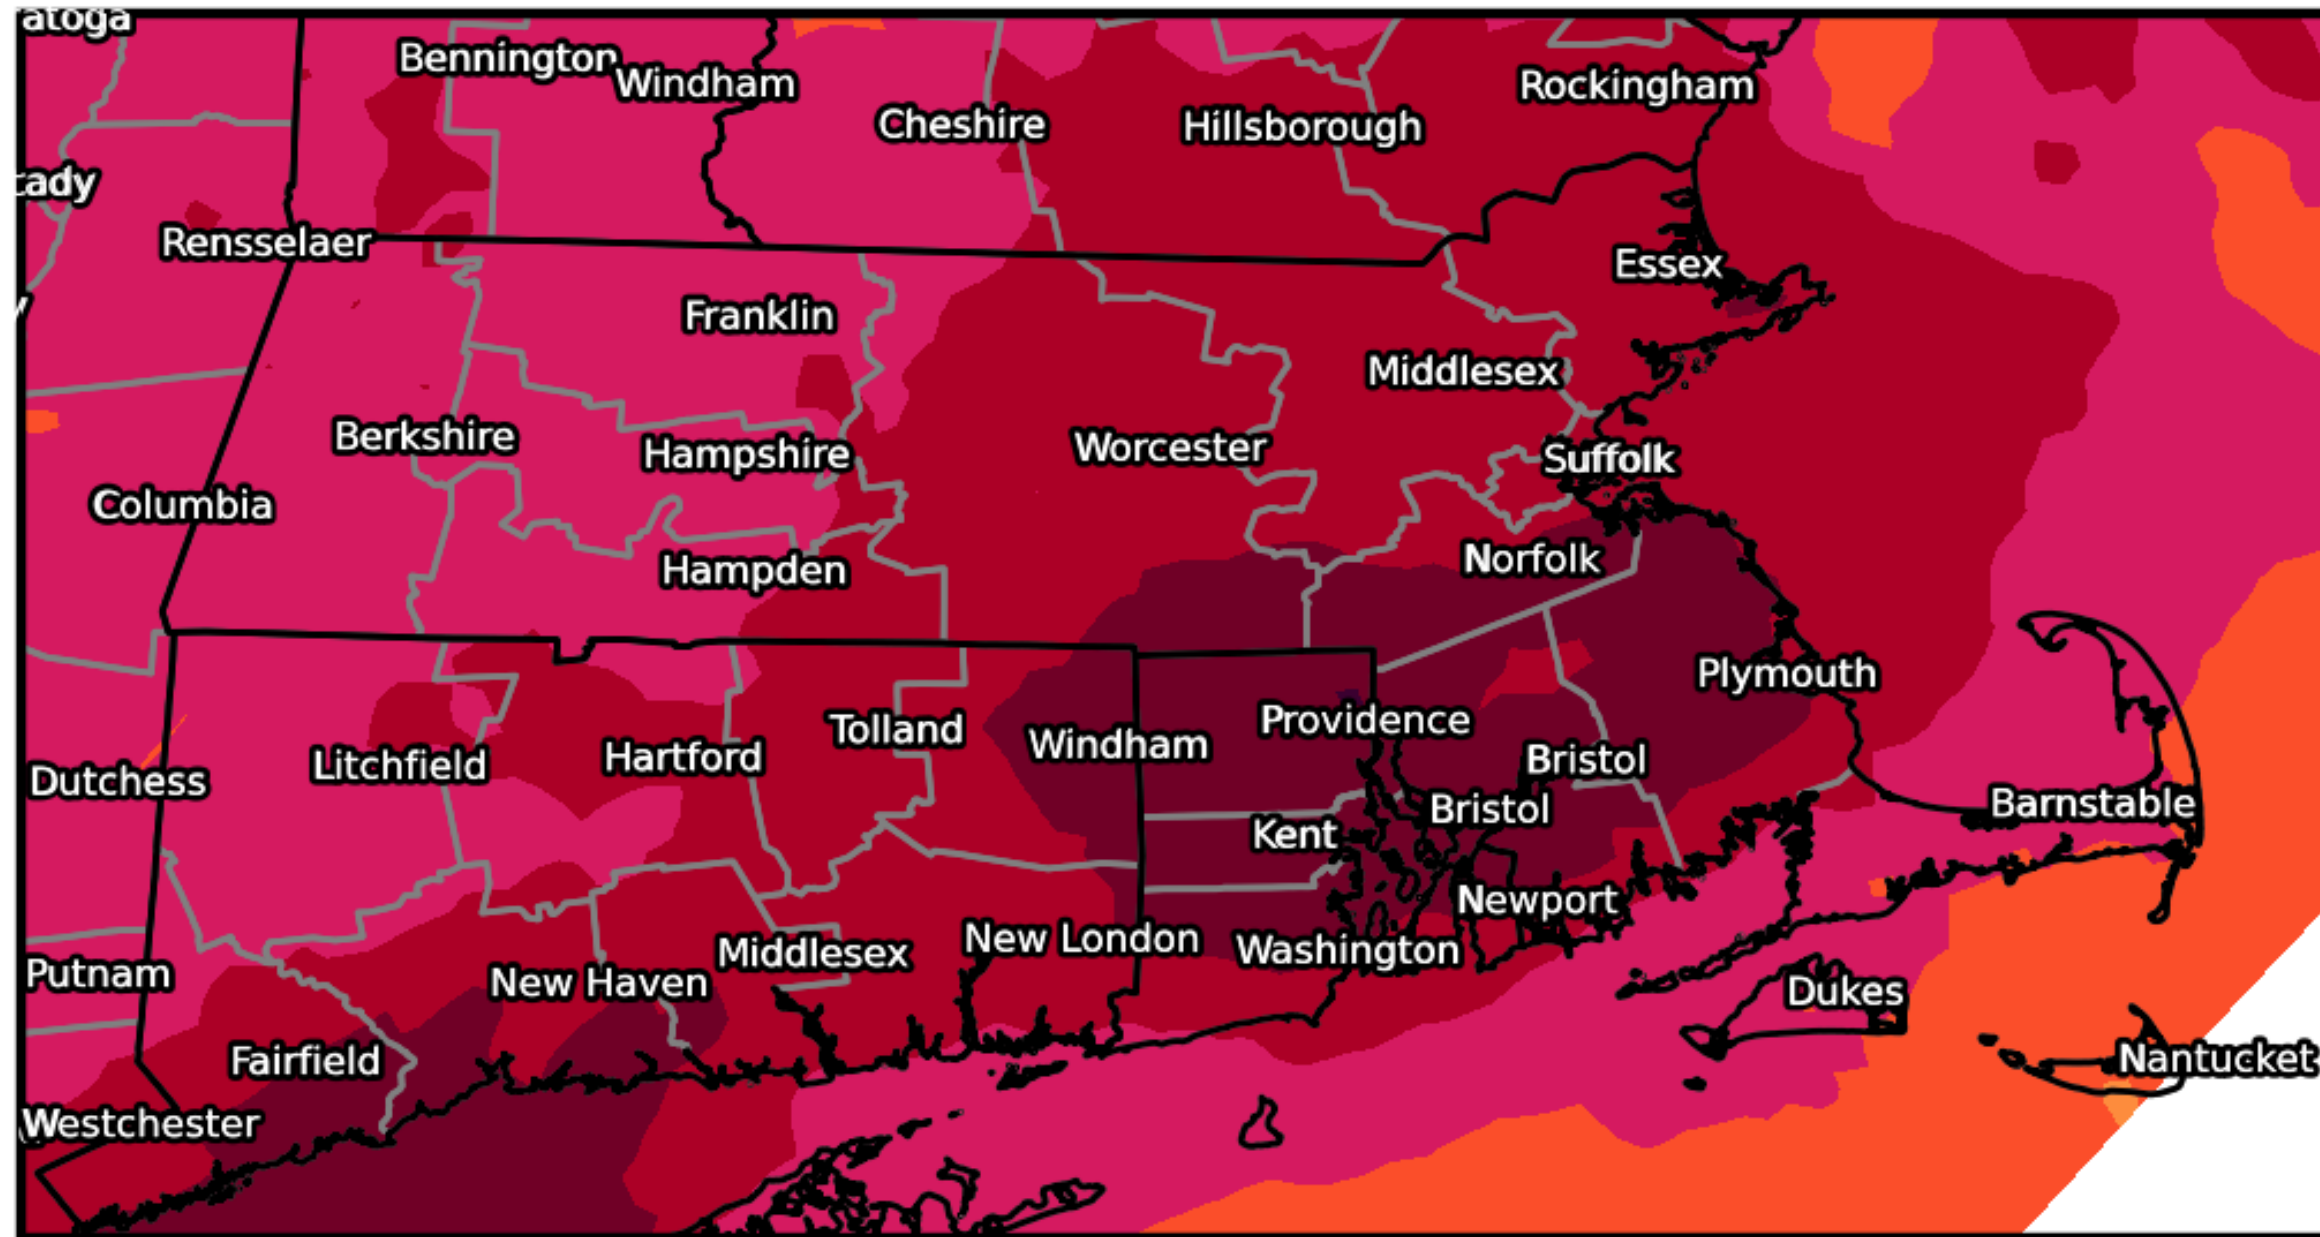 atoga
Bennington
Windham
Rockingham
Cheshire
Hillsborough
cady
Rensselaer
Essex
y
Franklin
Middlesex
Berkshire
Hampshire
Worcester
Suffolk
Columbia
Norfolk
Hampden
Plymouth
Providence
Tolland
Windham
Hartford
Litchfield
Bristol
Dutchess
Barnstable
Bristol
Kent
Newport
New London
Washington
Middlesex
Putnam
New Haven
Dukes
Fairfield
Nantucket
Westchester